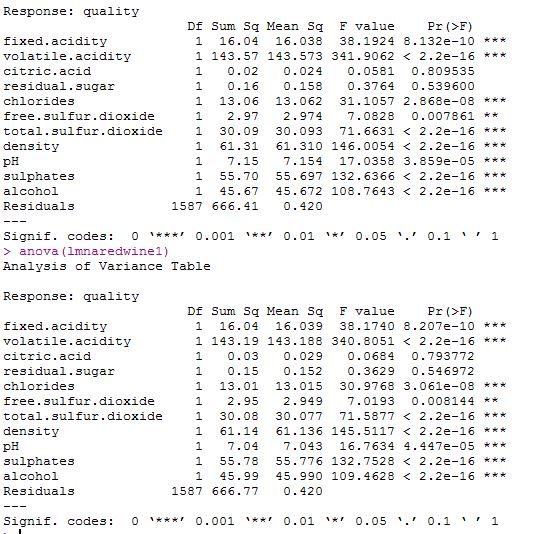 Response: quality
Df Sum Sq Mean Sq F value Pr(>F)
fixed.acidity 1 16.04 16.038 38.1924 8.132e-10 ***
volatile.acidity 1 143.57 143.573 341.9062 < 2.2e-16 ***
citric.acid 1 0.02 0.024 0.0581 0.809535
residual.sugar 1 0.16 0.158 0.3764 0.539600
chlorides 1 13.06 13.062 31.1057 2.868e-08 ***
free.sulfur.dioxide 1 2.97 2.974 7.0828 0.007861 **
total.sulfur.dioxide 1 30.09 30.093 71.6631 < 2.2e-16 ***
density 1 61.31 61.310 146.0054 < 2.2e-16 ***
pH 1 7.15 7.154 17.0358 3.859e-05 ***
sulphates 1 55.70 55.697 132.6366 < 2.2e-16 ***
alcohol 1 45.67 45.672 108.7643 < 2.2e-16 ***
Residuals 1587 666.41 0.420
---
Signif. codes: 0 ‘***’ 0.001 ‘**’ 0.01 ‘*’ 0.05 ‘.’ 0.1 ‘ ’ 1
> anova(lmnaredwine1)
Analysis of Variance Table
Response: quality
Df Sum Sq Mean Sq F value Pr(>F)
fixed.acidity 1 16.04 16.039 38.1740 8.207e-10 ***
volatile.acidity 1 143.19 143.188 340.8051 < 2.2e-16 ***
citric.acid 1 0.03 0.029 0.0684 0.793772
residual.sugar 1 0.15 0.152 0.3629 0.546972
chlorides 1 13.01 13.015 30.9768 3.061e-08 ***
free.sulfur.dioxide 1 2.95 2.949 7.0193 0.008144 **
total.sulfur.dioxide 1 30.08 30.077 71.5877 < 2.2e-16 ***
density 1 61.14 61.136 145.5117 < 2.2e-16 ***
pH 1 7.04 7.043 16.7634 4.447e-05 ***
sulphates 1 55.78 55.776 132.7528 < 2.2e-16 ***
alcohol 1 45.99 45.990 109.4628 < 2.2e-16 ***
Residuals 1587 666.77 0.420
---
Signif. codes: 0 ‘***’ 0.001 ‘**’ 0.01 ‘*’ 0.05 ‘.’ 0.1 ‘ ’ 1